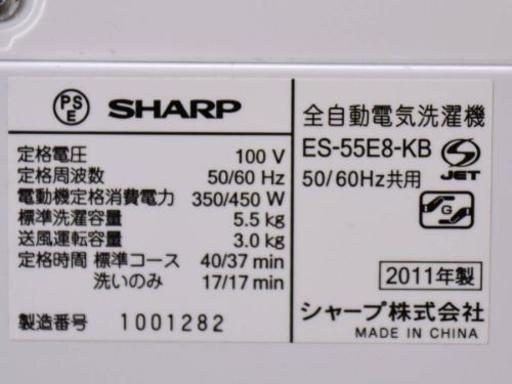 PS E SHARP
定格電圧 100 V
定格周波数 50/60 Hz
電動機定格消費電力 350/450 W
標準洗濯容量 5.5 kg
送風運転容量 3.0 kg
定格時間 標準コース 40/37 min
洗いのみ 17/17 min
製造番号 1001282
全自動電気洗濯機
ES-55E8-KB
50/60Hz共用
S JET
G
2011年製
シャープ株式会社
MADE IN CHINA